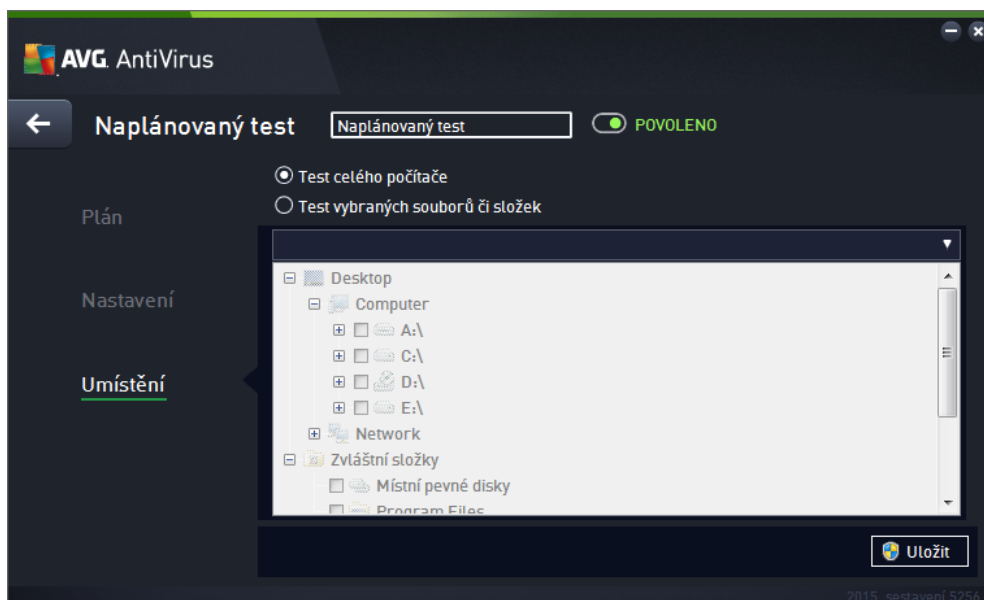 AVG. AntiVirus
Naplánovaný test
Naplánovaný test
POVOLENO
Test celého počítače
Test vybraných souborů či složek
Plán
Nastavení
Umístění
Desktop
Computer
A:\
C:\
D:\
E:\
Network
Zvláštní složky
Místní pevné disky
Program Files
Uložit
2015, sestavení 5256